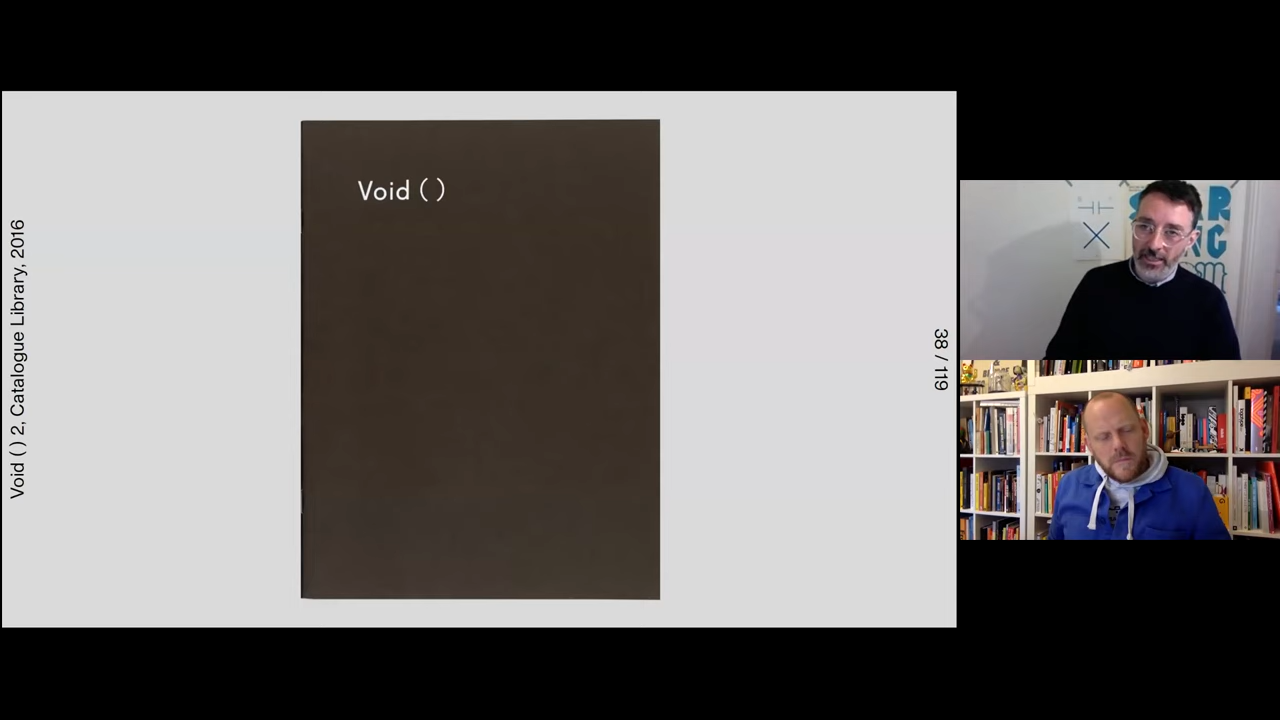 Void ( ) 2, Catalogue Library, 2016
Void ( )
38 / 119